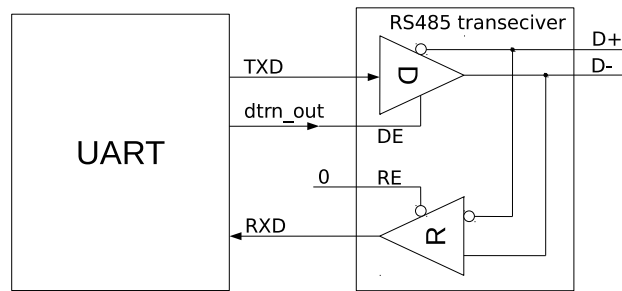 RS485 transeciver
D+
TXD
D
D-
dtrn_out
DE
UART
0
RE
RXD
R